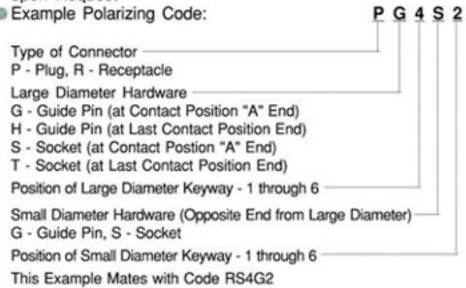 Example Polarizing Code: P G 4 S 2
Type of Connector
P - Plug, R - Receptacle
Large Diameter Hardware
G - Guide Pin (at Contact Position "A" End)
H - Guide Pin (at Last Contact Position End)
S - Socket (at Contact Postion "A" End)
T - Socket (at Last Contact Position End)
Position of Large Diameter Keyway - 1 through 6
Small Diameter Hardware (Opposite End from Large Diameter)
G - Guide Pin, S - Socket
Position of Small Diameter Keyway - 1 through 6
This Example Mates with Code RS4G2